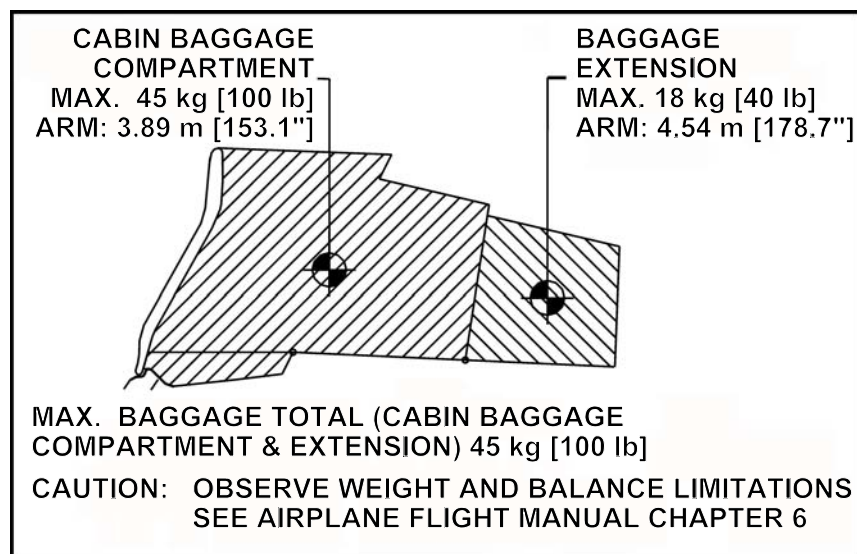 CABIN BAGGAGE
COMPARTMENT
MAX. 45 kg [100 lb]
ARM: 3.89 m [153.1"]
BAGGAGE
EXTENSION
MAX. 18 kg [40 lb]
ARM: 4.54 m [178.7"]
MAX. BAGGAGE TOTAL (CABIN BAGGAGE
COMPARTMENT & EXTENSION) 45 kg [100 lb]
CAUTION: OBSERVE WEIGHT AND BALANCE LIMITATIONS
SEE AIRPLANE FLIGHT MANUAL CHAPTER 6